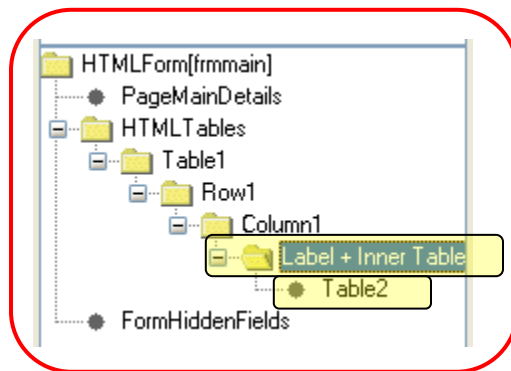 HTMLForm[frmmain]
PageMainDetails
HTMLTables
Table1
Row1
Column1
Label + Inner Table
Table2
FormHiddenFields